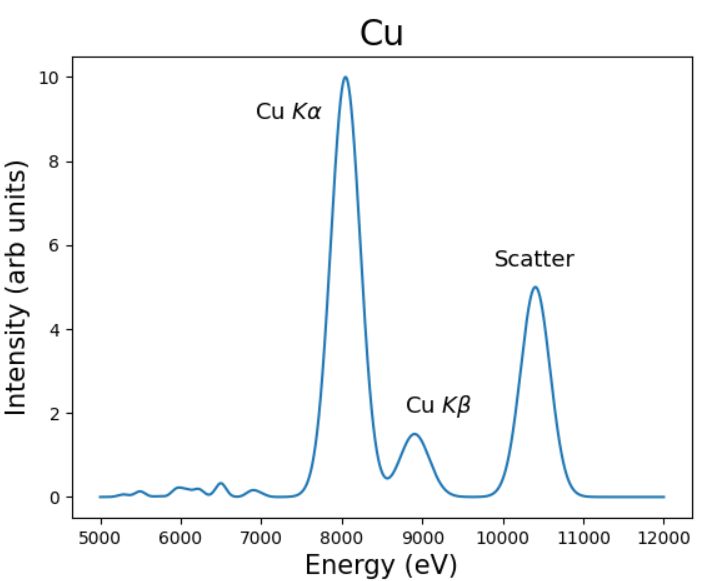 Cu
10
8
6
4
2
0
Intensity (arb units)
Cu Kα
Scatter
Cu Kβ
5000 6000 7000 8000 9000 10000 11000 12000
Energy (eV)